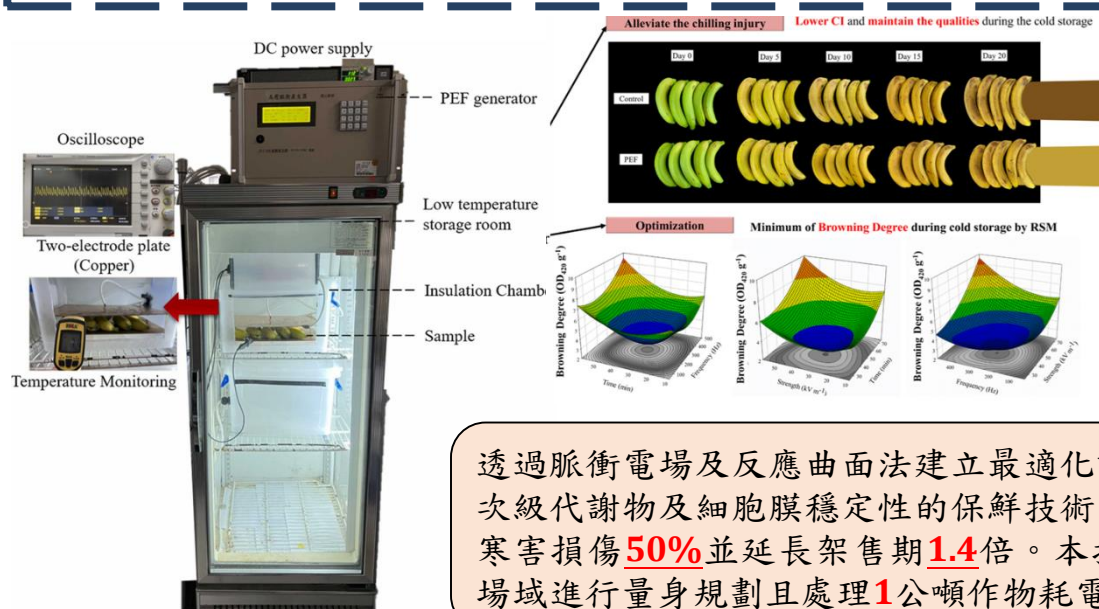 DC power supply
PEF generator
Oscilloscope
Low temperature
storage room
Two-electrode plate
(Copper)
Insulation Chamb
Sample
Temperature Monitoring
Alleviate the chilling injury
Lower CI and maintain the qualities during the cold storage
Day 0
Day 5
Day 10
Day 15
Day 20
Control
PEF
Optimization
Minimum of Browning Degree during cold storage by RSM
Browning Degree (OD420 g-1)
Time (min)
Frequency (Hz)
Browning Degree (OD420 g-1)
Strength (kV m-1)
Time (min)
Browning Degree (OD420 g-1)
Frequency (Hz)
Strength (kV m-1)
透過脈衝電場及反應曲面法建立最適化
次級代謝物及細胞膜穩定性的保鮮技術
寒害損傷50%並延長架售期1.4倍。本
場域進行量身規劃且處理1公噸作物耗電